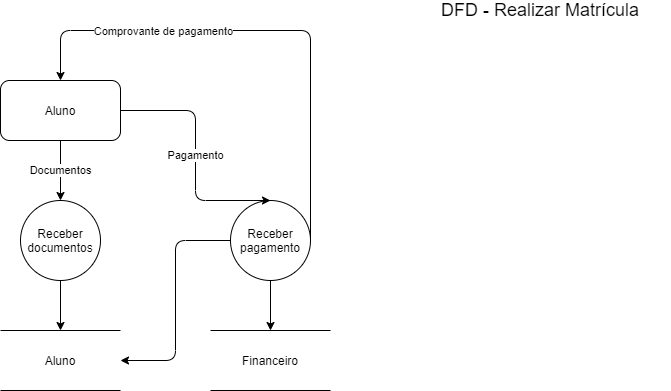 DFD - Realizar Matrícula
Comprovante de pagamento
Aluno
Pagamento
Documentos
Receber
documentos
Receber
pagamento
Aluno
Financeiro